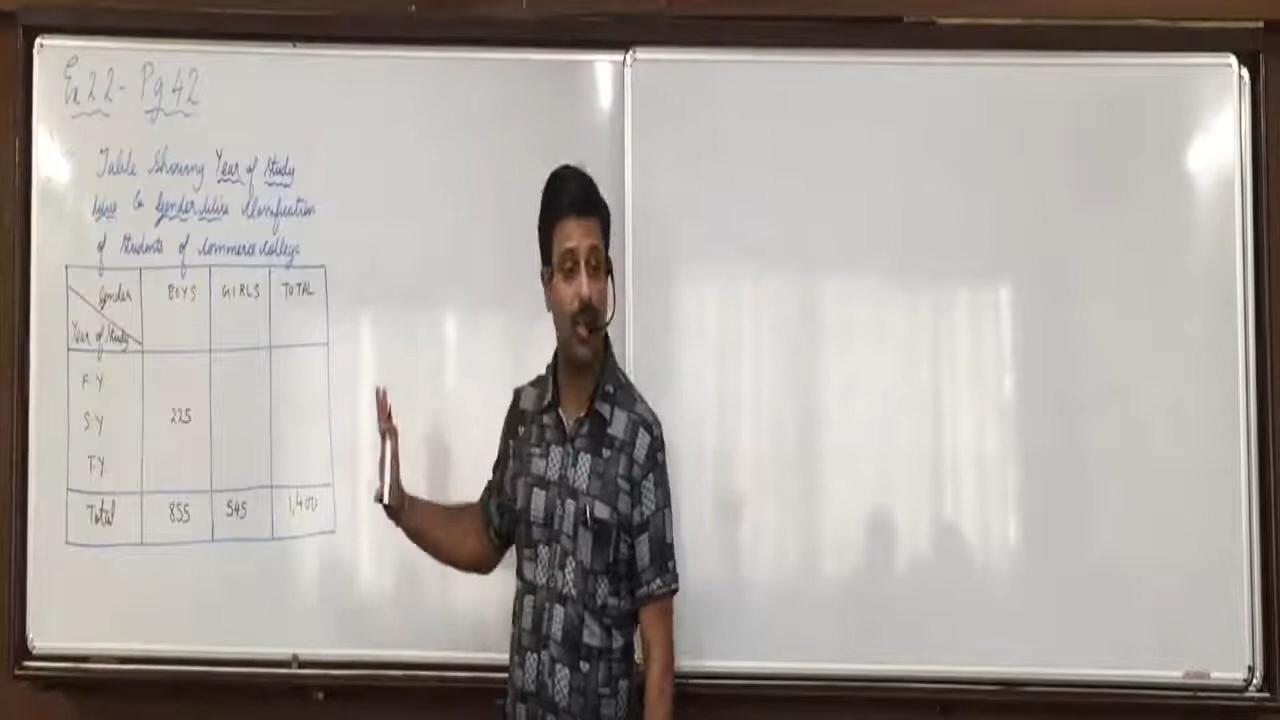 Ex 22 - Pg 42
Table Showing Year of Study
Wise & Gender Wise Classification
of Students of Commerce College
Gender BOYS GIRLS TOTAL
Year of Study
F.Y
S.Y 225
T.Y
Total 855 545 1,400